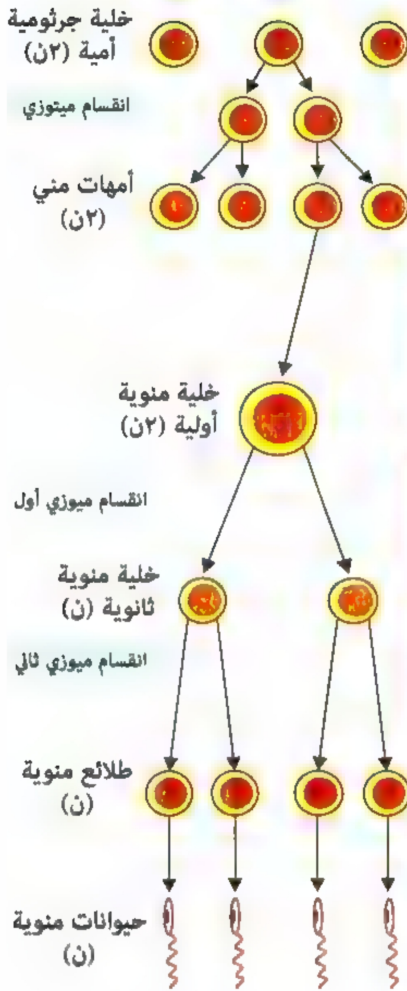 خلية جرثومية
أمية (٢ن)
انقسام ميتوزي
أمهات مني
(٢ن)
خلية منوية
أولية (٢ن)
انقسام ميوزي أول
خلية منوية
ثانوية (ن)
انقسام ميوزي ثاني
طلائع منوية
(ن)
حيوانات منوية
(ن)